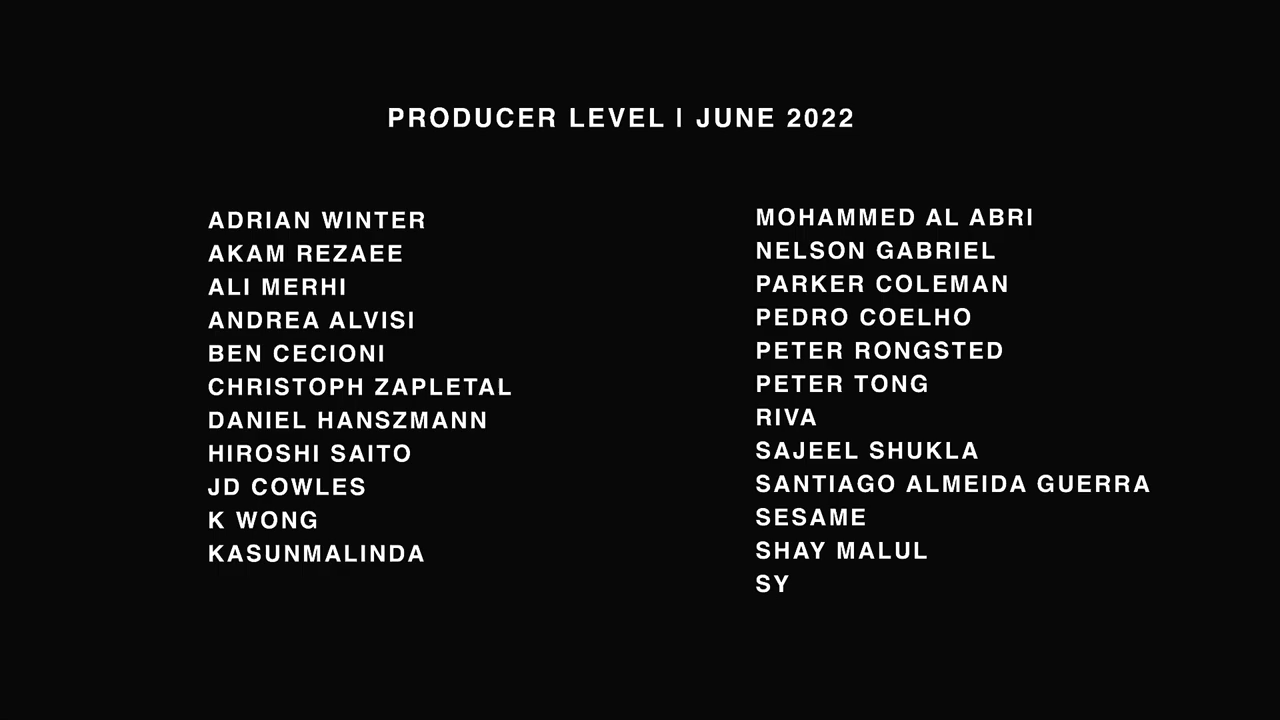 PRODUCER LEVEL | JUNE 2022
ADRIAN WINTER
AKAM REZAEE
ALI MERHI
ANDREA ALVISI
BEN CECIONI
CHRISTOPH ZAPLETAL
DANIEL HANSZMANN
HIROSHI SAITO
JD COWLES
K WONG
KASUNMALINDA
MOHAMMED AL ABRI
NELSON GABRIEL
PARKER COLEMAN
PEDRO COELHO
PETER RONGSTED
PETER TONG
RIVA
SAJEEL SHUKLA
SANTIAGO ALMEIDA GUERRA
SESAME
SHAY MALUL
SY